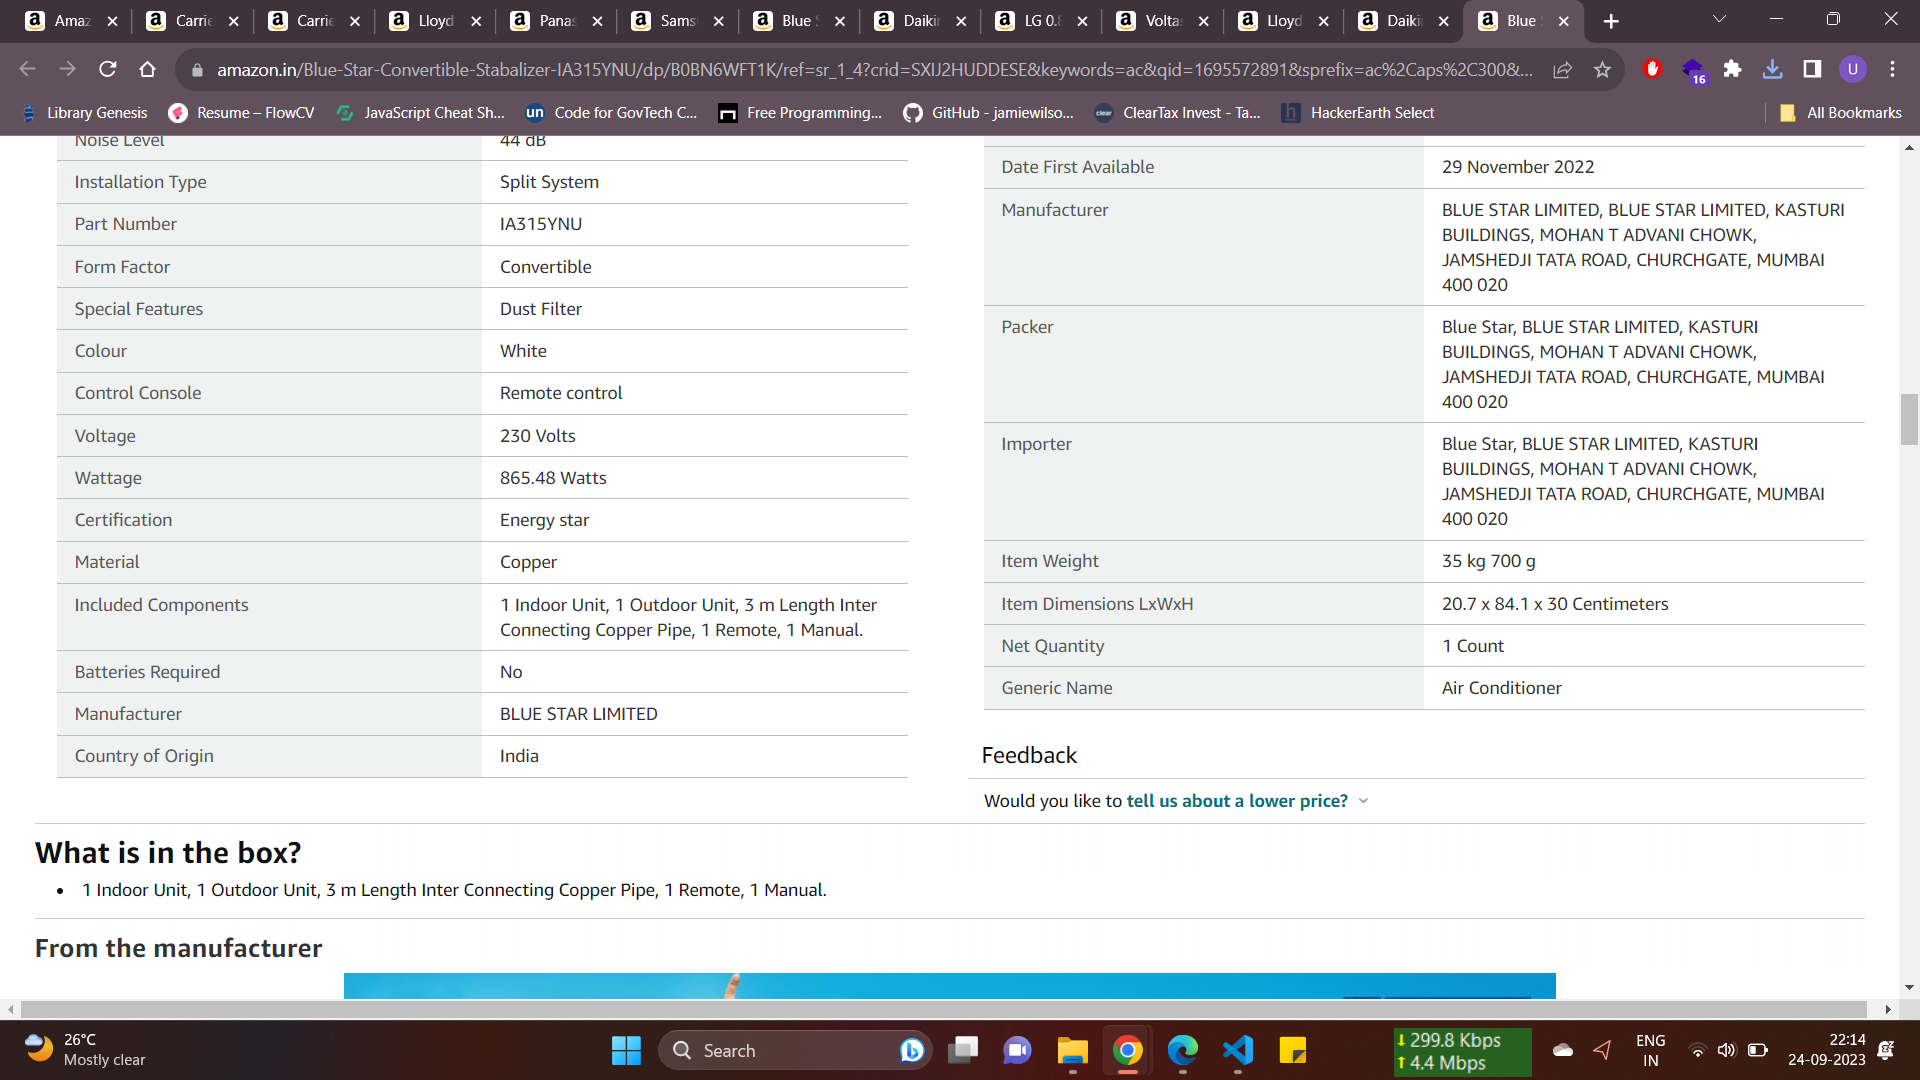 Amaz
Carrie
Carrie
Lloyd
Panas
Sams
Blue S
Daikin
LG 0.8
Voltas
Lloyd
Daikin
Blue S
amazon.in/Blue-Star-Convertible-Stabalizer-IA315YNU/dp/B0BN6WFT1K/ref=sr_1_4?crid=SXIJ2HUDDESE&keywords=ac&qid=1695572891&sprefix=ac%2Caps%2C300&...
16
U
Library Genesis
Resume – FlowCV
JavaScript Cheat Sh...
un
Code for GovTech C...
Free Programming,...
GitHub - jamiewilso...
clear
ClearTax Invest - Ta...
h
HackerEarth Select
All Bookmarks
Noise Level 44 dB
Installation Type Split System
Part Number IA315YNU
Form Factor Convertible
Special Features Dust Filter
Colour White
Control Console Remote control
Voltage 230 Volts
Wattage 865.48 Watts
Certification Energy star
Material Copper
Included Components 1 Indoor Unit, 1 Outdoor Unit, 3 m Length Inter
Connecting Copper Pipe, 1 Remote, 1 Manual.
Batteries Required No
Manufacturer BLUE STAR LIMITED
Country of Origin India
Date First Available 29 November 2022
Manufacturer BLUE STAR LIMITED, BLUE STAR LIMITED, KASTURI
BUILDINGS, MOHAN T ADVANI CHOWK,
JAMSHEDJI TATA ROAD, CHURCHGATE, MUMBAI
400 020
Packer Blue Star, BLUE STAR LIMITED, KASTURI
BUILDINGS, MOHAN T ADVANI CHOWK,
JAMSHEDJI TATA ROAD, CHURCHGATE, MUMBAI
400 020
Importer Blue Star, BLUE STAR LIMITED, KASTURI
BUILDINGS, MOHAN T ADVANI CHOWK,
JAMSHEDJI TATA ROAD, CHURCHGATE, MUMBAI
400 020
Item Weight 35 kg 700 g
Item Dimensions LxWxH 20.7 x 84.1 x 30 Centimeters
Net Quantity 1 Count
Generic Name Air Conditioner
Feedback
Would you like to tell us about a lower price?
What is in the box?
• 1 Indoor Unit, 1 Outdoor Unit, 3 m Length Inter Connecting Copper Pipe, 1 Remote, 1 Manual.
From the manufacturer
26°C
Mostly clear
Search
299.8 Kbps
4.4 Mbps
ENG
IN
22:14
24-09-2023